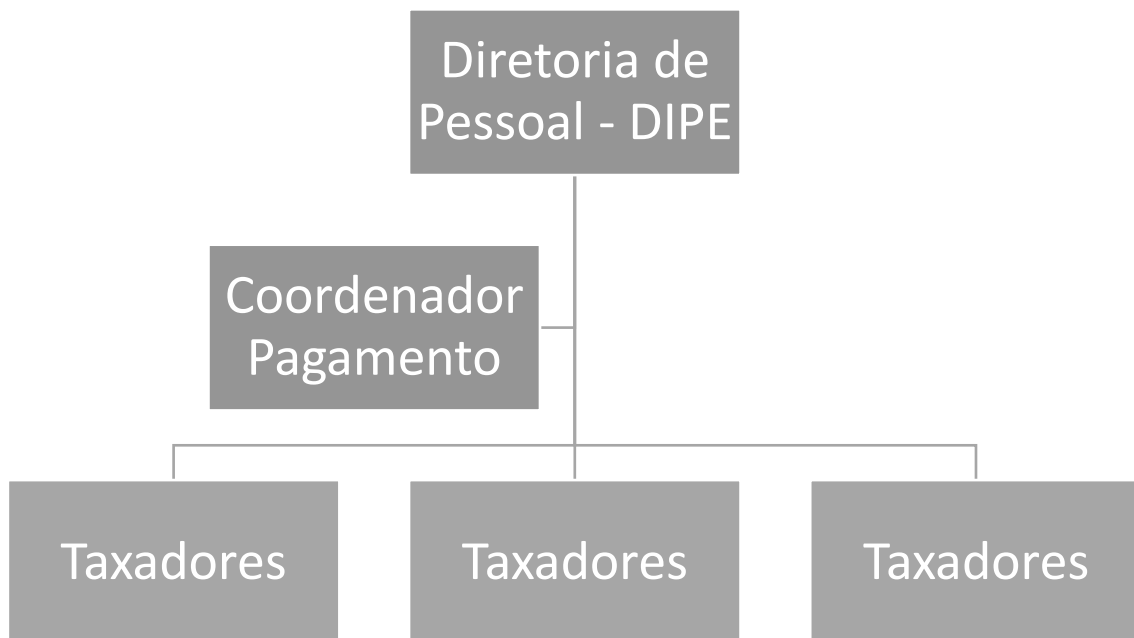 Diretoria de
Pessoal - DIPE
Coordenador
Pagamento
Taxadores
Taxadores
Taxadores